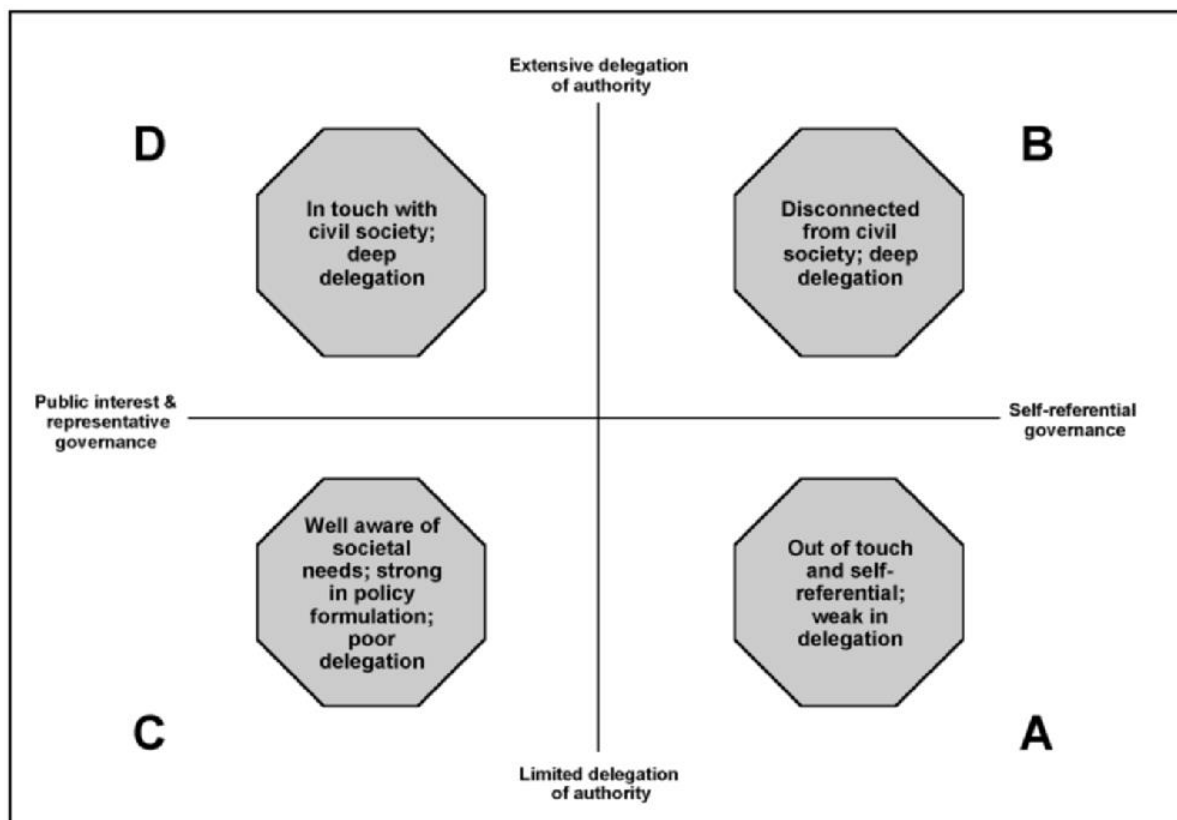 Extensive delegation
of authority
D
B
In touch with
civil society;
deep
delegation
Disconnected
from civil
society; deep
delegation
Public interest &
representative
governance
Self-referential
governance
Well aware of
societal
needs; strong
in policy
formulation;
poor
delegation
Out of touch
and self-
referential;
weak in
delegation
C
A
Limited delegation
of authority